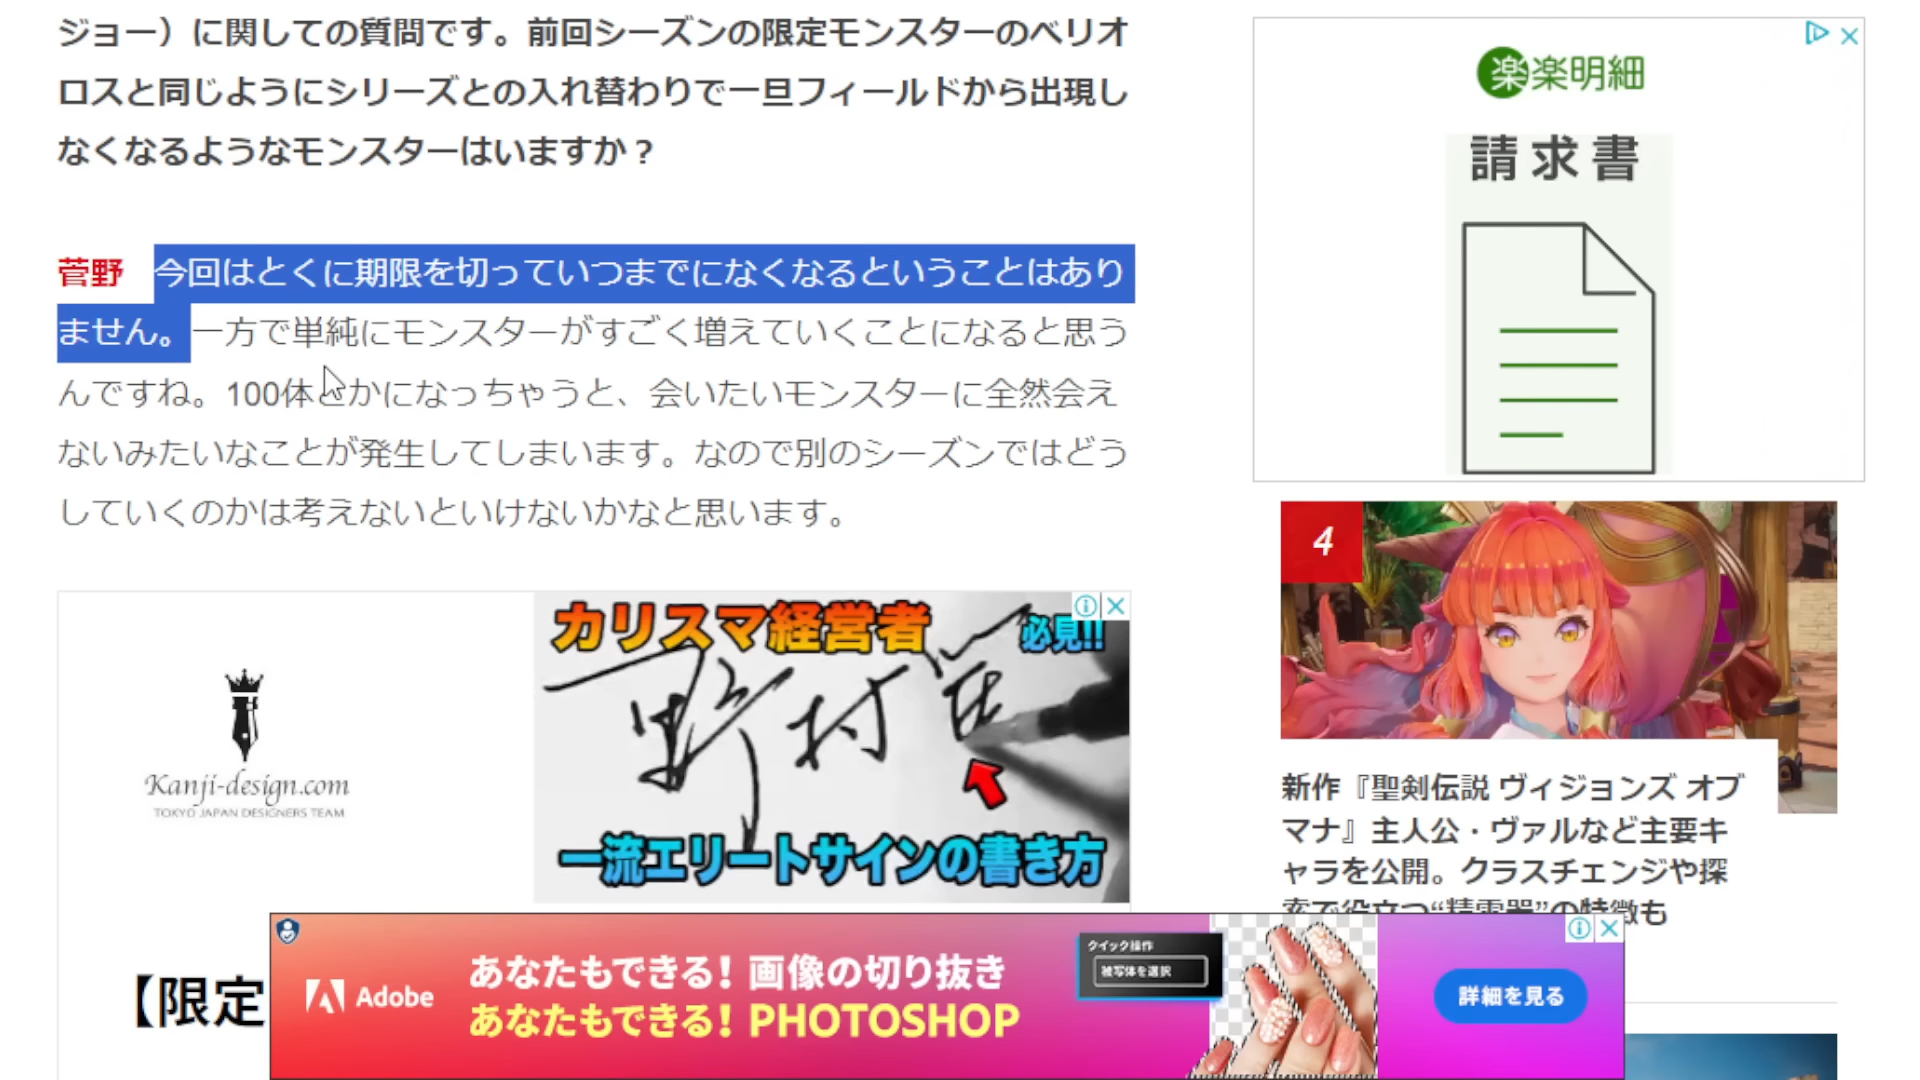 ジョー）に関しての質問です。前回シーズンの限定モンスターのベリオ
ロスと同じようにシリーズとの入れ替わりで一旦フィールドから出現し
なくなるようなモンスターはいますか？
菅野 今回はとくに期限を切っていつまでになくなるということはあり
ません。一方で単純にモンスターがすごく増えていくことになると思う
んですね。100体とかになっちゃうと、会いたいモンスターに全然会え
ないみたいなことが発生してしまいます。なので別のシーズンではどう
していくのかは考えないといけないかなと思います。
カリスマ経営者
必見!!
野村
一流エリートサインの書き方
Kanji-design.com
TOKYO JAPAN DESIGNERS TEAM
【限定
Adobe
あなたもできる！画像の切り抜き
あなたもできる！PHOTOSHOP
クイック操作
被写体を選択
詳細を見る
楽楽明細
請求書
4
新作『聖剣伝説 ヴィジョンズ オブ
マナ』主人公・ヴァルなど主要キ
ャラを公開。クラスチェンジや探
索で役立つ“精霊器”の特徴も